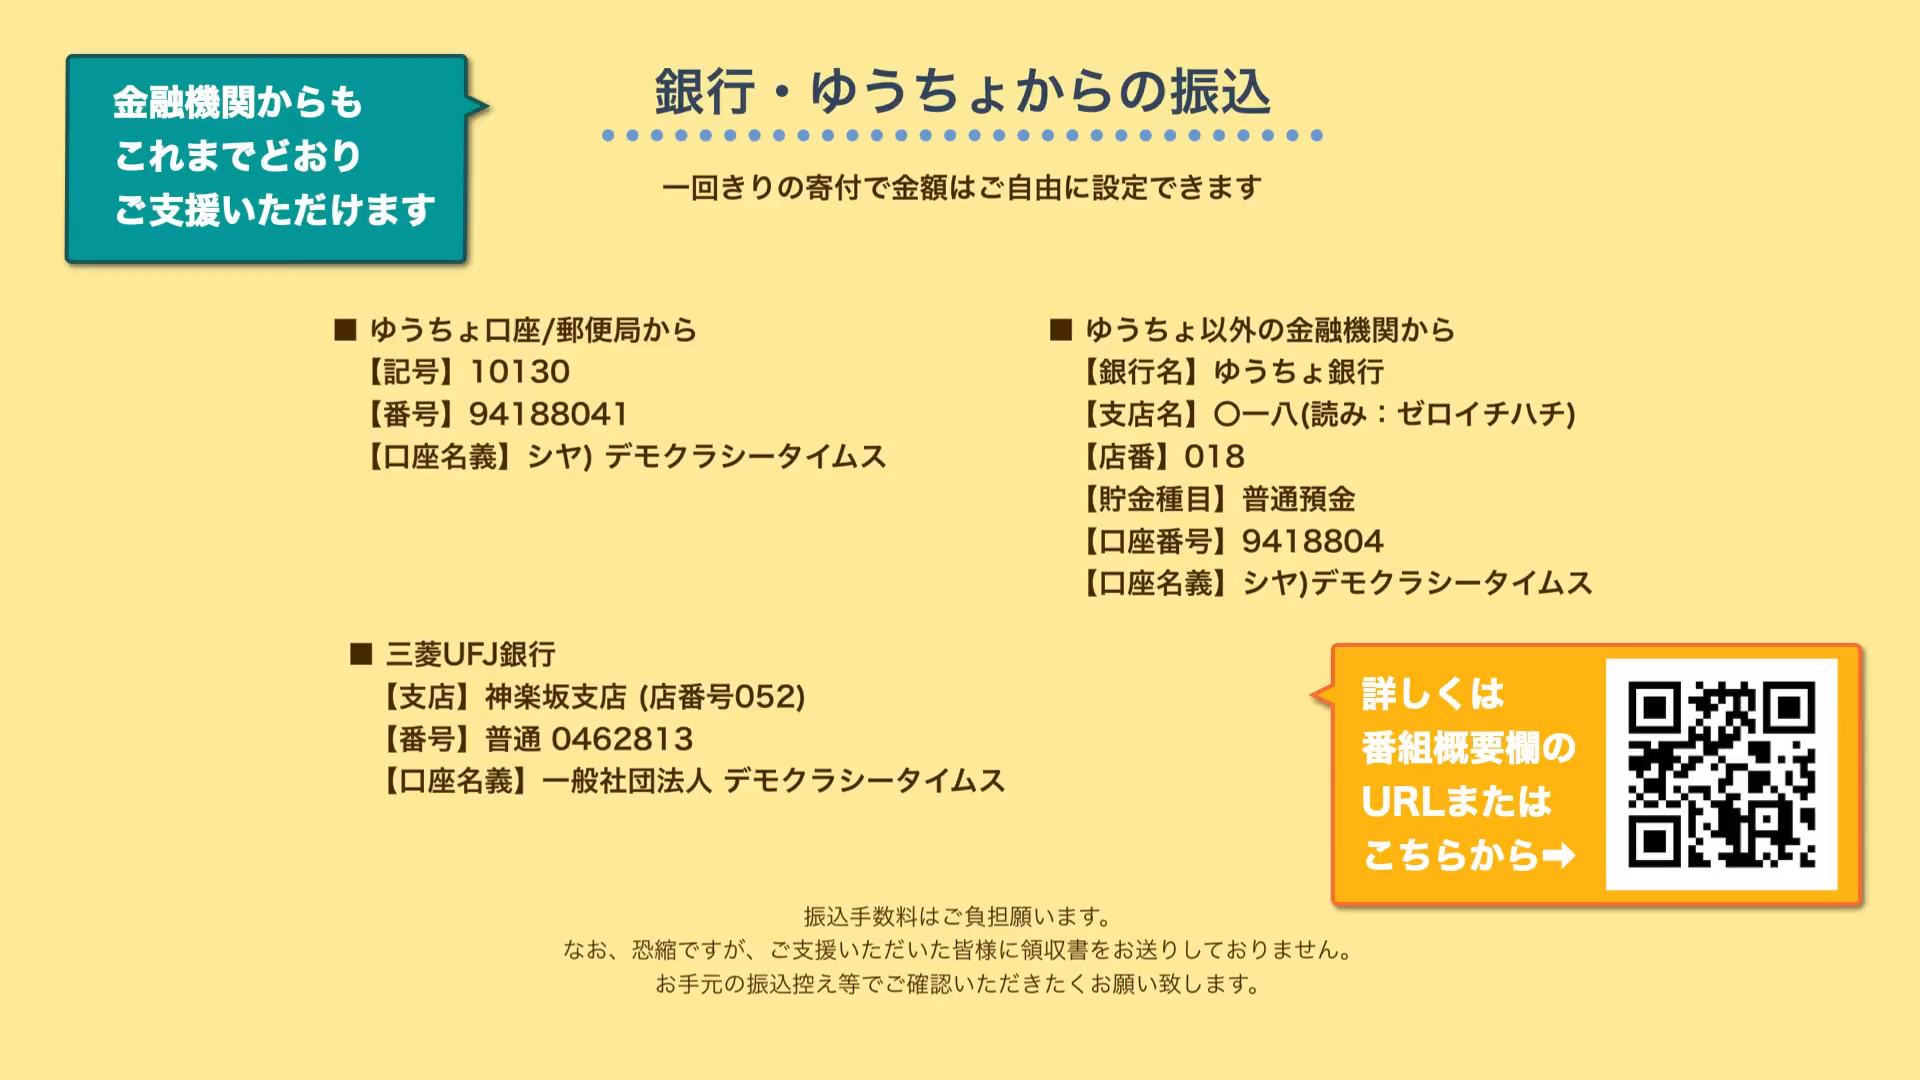 金融機関からも
これまでどおり
ご支援いただけます
銀行・ゆうちょからの振込
一回きりの寄付で金額はご自由に設定できます
■ ゆうちょ口座/郵便局から
【記号】10130
【番号】94188041
【口座名義】シヤ) デモクラシータイムス
■ ゆうちょ以外の金融機関から
【銀行名】ゆうちょ銀行
【支店名】〇一八(読み：ゼロイチハチ)
【店番】018
【貯金種目】普通預金
【口座番号】9418804
【口座名義】シヤ)デモクラシータイムス
■ 三菱UFJ銀行
【支店】神楽坂支店 (店番号052)
【番号】普通 0462813
【口座名義】一般社団法人 デモクラシータイムス
詳しくは
番組概要欄の
URLまたは
こちらから➡
振込手数料はご負担願います。
なお、恐縮ですが、ご支援いただいた皆様に領収書をお送りしておりません。
お手元の振込控え等でご確認いただきたくお願い致します。